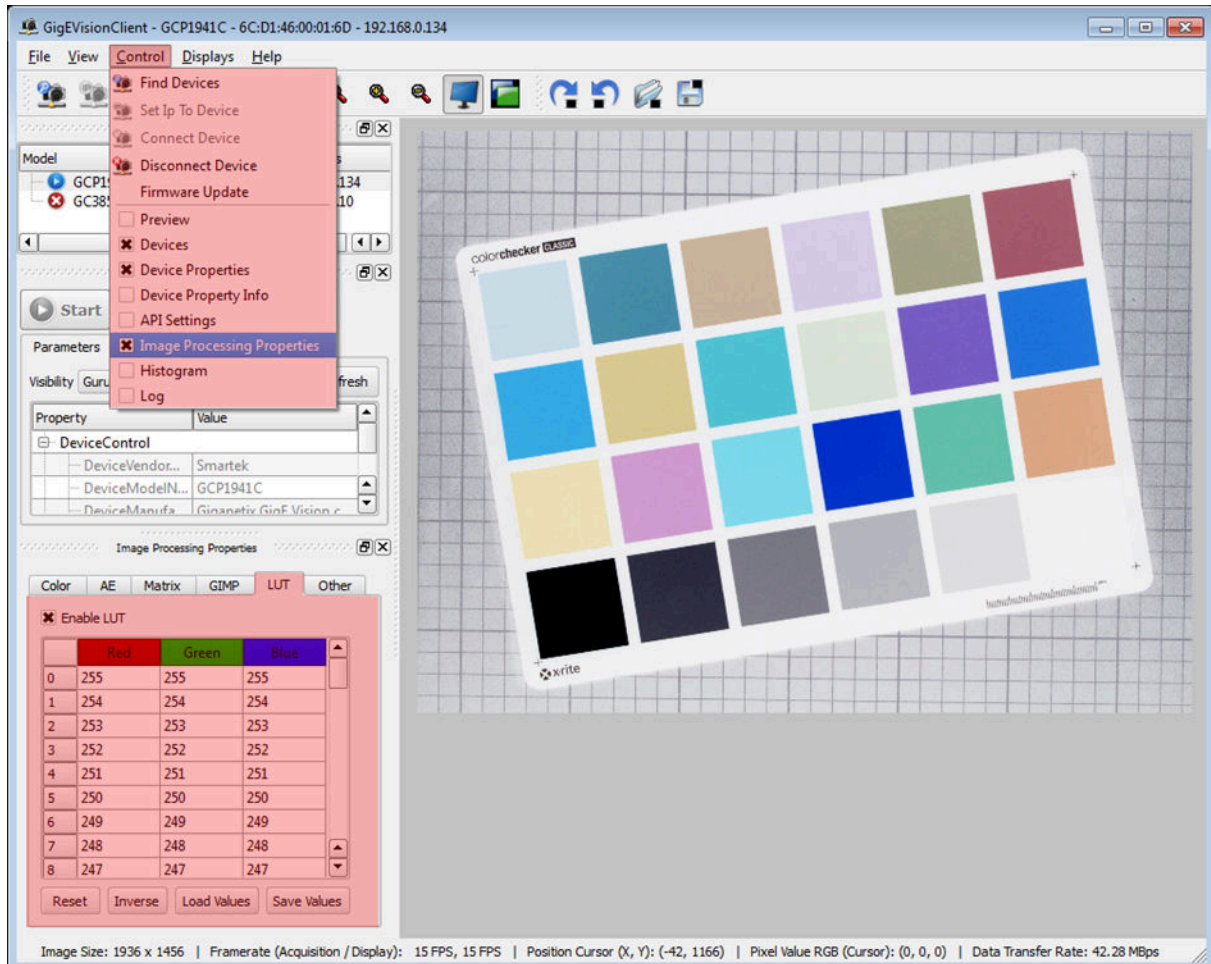 GigEVisionClient - GCP1941C - 6C:D1:46:00:01:6D - 192.168.0.134
File View Control Displays Help
Find Devices
Set Ip To Device
Connect Device
Disconnect Device
Firmware Update
Preview
Devices
Device Properties
Device Property Info
API Settings
Image Processing Properties
Histogram
Log
Model
GCP19
.134
GC385
10
Start
Parameters
Visibility Guru
fresh
Property Value
DeviceControl
DeviceVendor... Smartek
DeviceModelN... GCP1941C
DeviceManufa Giganetix GigE Vision c
Image Processing Properties
Color AE Matrix GIMP LUT Other
Enable LUT
Red Green Blue
0 255 255 255
1 254 254 254
2 253 253 253
3 252 252 252
4 251 251 251
5 250 250 250
6 249 249 249
7 248 248 248
8 247 247 247
Reset Inverse Load Values Save Values
colorchecker CLASSIC
x-rite
Image Size: 1936 x 1456 | Framerate (Acquisition / Display): 15 FPS, 15 FPS | Position Cursor (X, Y): (-42, 1166) | Pixel Value RGB (Cursor): (0, 0, 0) | Data Transfer Rate: 42.28 MBps